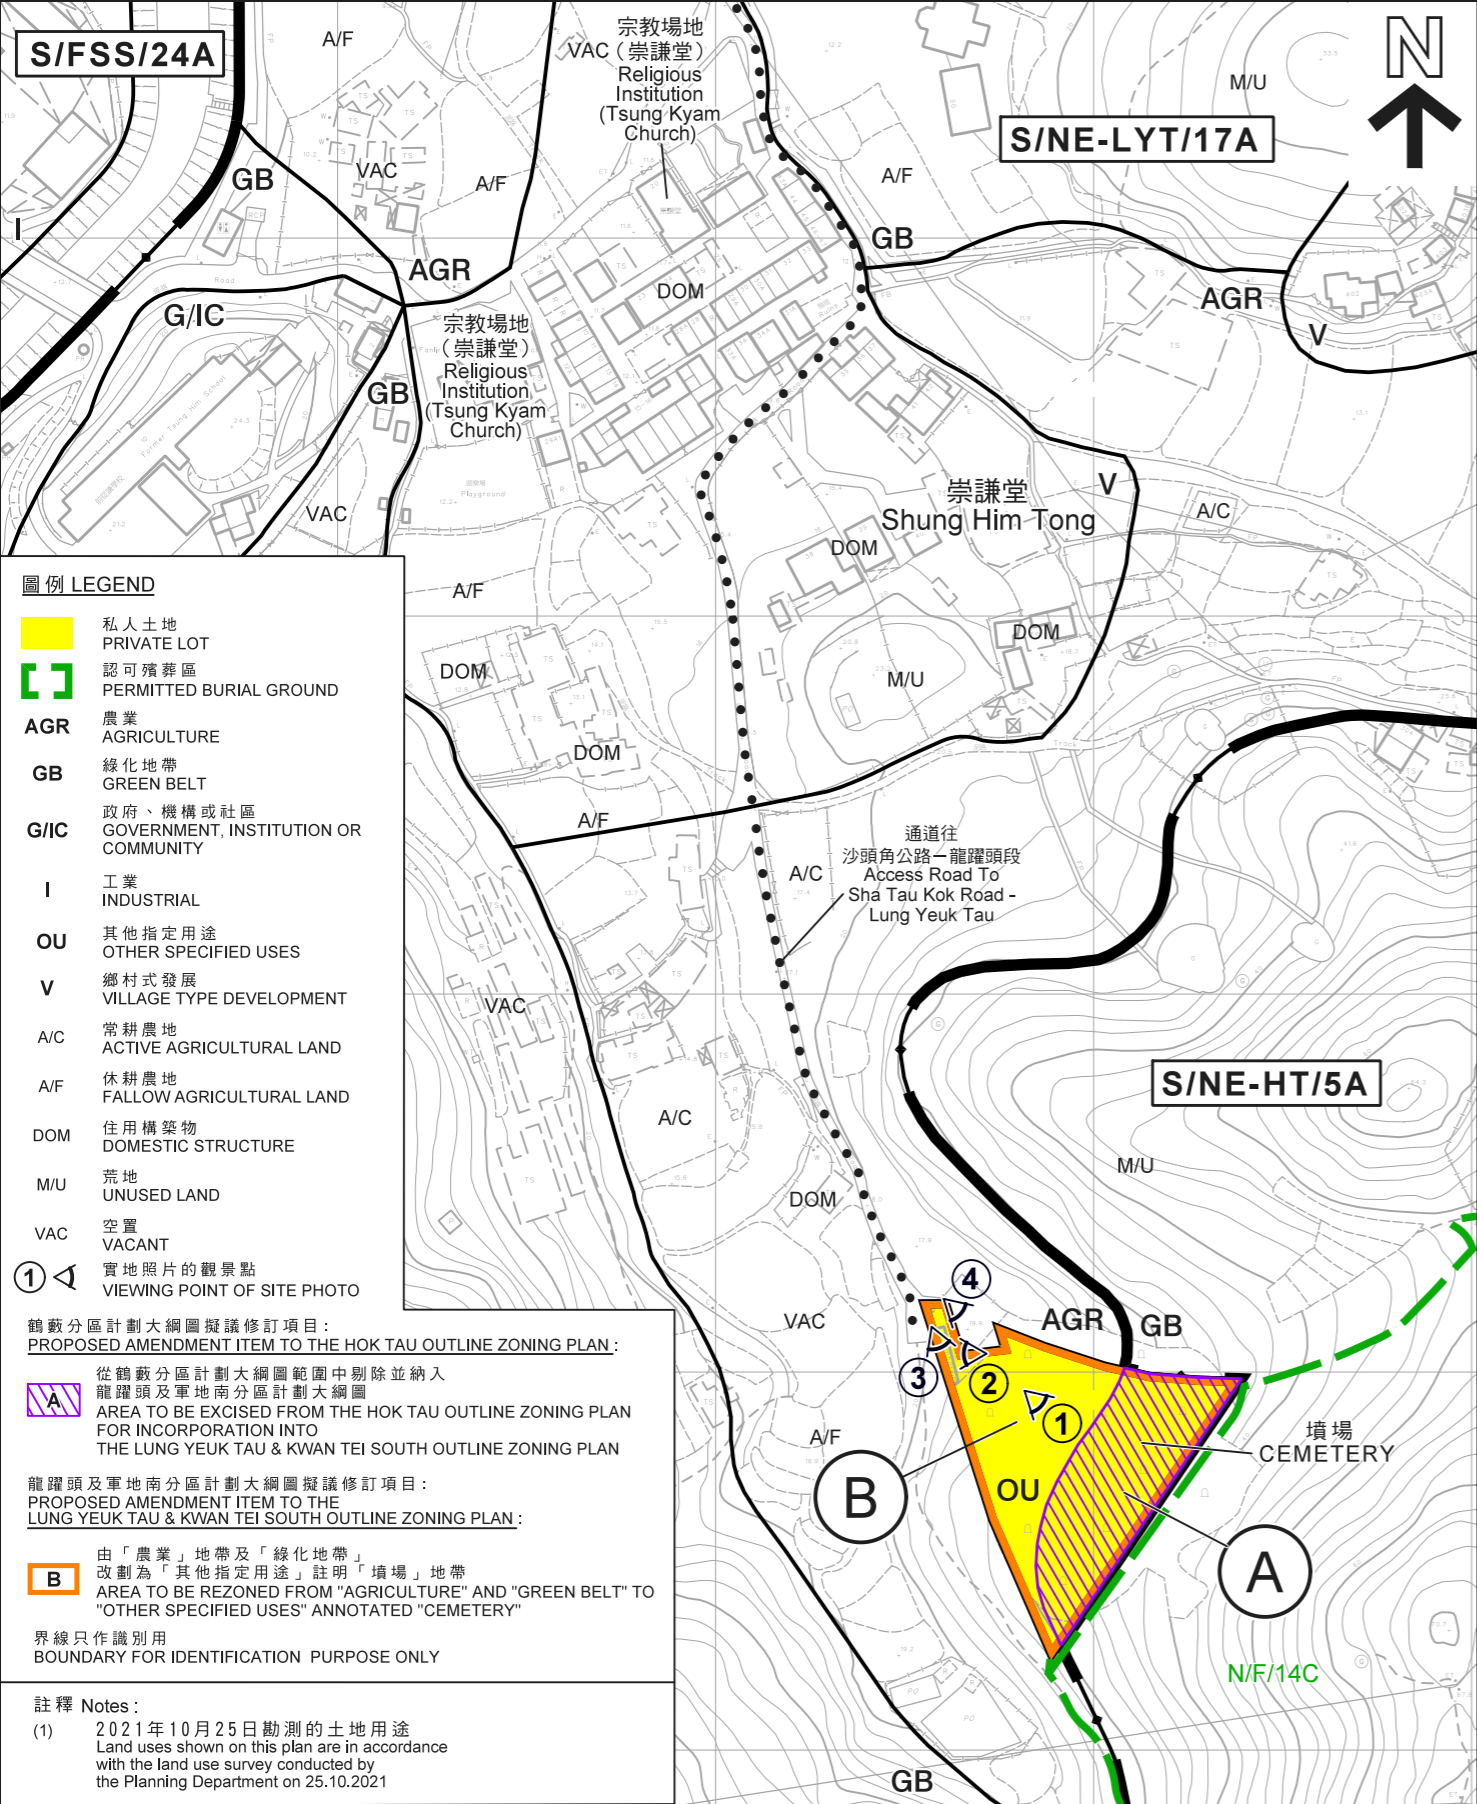 S/FSS/24A
A/F
宗教場地
VAC (崇謙堂)
Religious
Institution
(Tsung Kyam
Church)
M/U
N
S/NE-LYT/17A
GB
VAC
A/F
A/F
I
GB
AGR
DOM
AGR
G/IC
V
宗教場地
(崇謙堂)
Religious
Institution
(Tsung Kyam
Church)
GB
Former Tsung Him School
Playground
VAC
崇謙堂
Shung Him Tong
V
A/C
DOM
A/F
DOM
DOM
M/U
DOM
Track
A/F
A/C
通道往
沙頭角公路–龍躍頭段
Access Road To
Sha Tau Kok Road -
Lung Yeuk Tau
VAC
S/NE-HT/5A
A/C
M/U
DOM
VAC
4
3
2
1
AGR
GB
A/F
B
OU
墳場
CEMETERY
A
N/F/14C
GB
圖例 LEGEND
私人土地
PRIVATE LOT
認可殯葬區
PERMITTED BURIAL GROUND
AGR 農業
AGRICULTURE
GB 綠化地帶
GREEN BELT
G/IC 政府、機構或社區
GOVERNMENT, INSTITUTION OR
COMMUNITY
I 工業
INDUSTRIAL
OU 其他指定用途
OTHER SPECIFIED USES
V 鄉村式發展
VILLAGE TYPE DEVELOPMENT
A/C 常耕農地
ACTIVE AGRICULTURAL LAND
A/F 休耕農地
FALLOW AGRICULTURAL LAND
DOM 住用構築物
DOMESTIC STRUCTURE
M/U 荒地
UNUSED LAND
VAC 空置
VACANT
1 實地照片的觀景點
VIEWING POINT OF SITE PHOTO
鶴藪分區計劃大綱圖擬議修訂項目：
PROPOSED AMENDMENT ITEM TO THE HOK TAU OUTLINE ZONING PLAN :
A 從鶴藪分區計劃大綱圖範圍中剔除並納入
龍躍頭及軍地南分區計劃大綱圖
AREA TO BE EXCISED FROM THE HOK TAU OUTLINE ZONING PLAN
FOR INCORPORATION INTO
THE LUNG YEUK TAU & KWAN TEI SOUTH OUTLINE ZONING PLAN
龍躍頭及軍地南分區計劃大綱圖擬議修訂項目：
PROPOSED AMENDMENT ITEM TO THE
LUNG YEUK TAU & KWAN TEI SOUTH OUTLINE ZONING PLAN :
B 由「農業」地帶及「綠化地帶」
改劃為「其他指定用途」註明「墳場」地帶
AREA TO BE REZONED FROM "AGRICULTURE" AND "GREEN BELT" TO
"OTHER SPECIFIED USES" ANNOTATED "CEMETERY"
界線只作識別用
BOUNDARY FOR IDENTIFICATION PURPOSE ONLY
註釋 Notes :
(1) 2021年10月25日勘測的土地用途
Land uses shown on this plan are in accordance
with the land use survey conducted by
the Planning Department on 25.10.2021